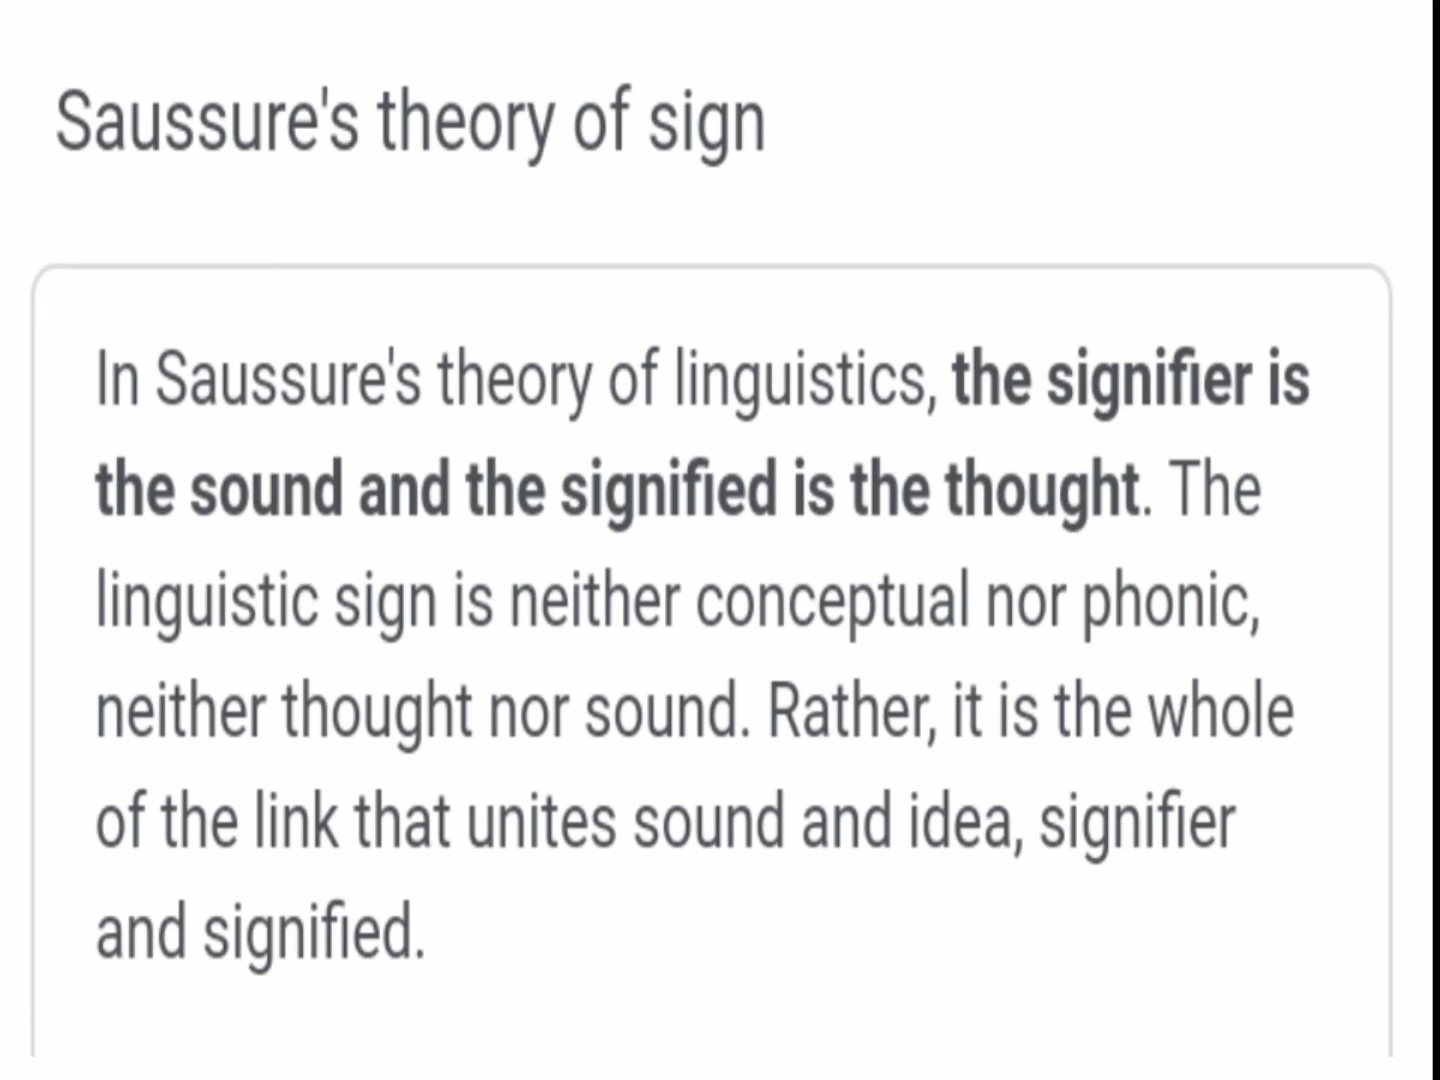 Saussure's theory of sign
In Saussure's theory of linguistics, the signifier is
the sound and the signified is the thought. The
linguistic sign is neither conceptual nor phonic,
neither thought nor sound. Rather, it is the whole
of the link that unites sound and idea, signifier
and signified.